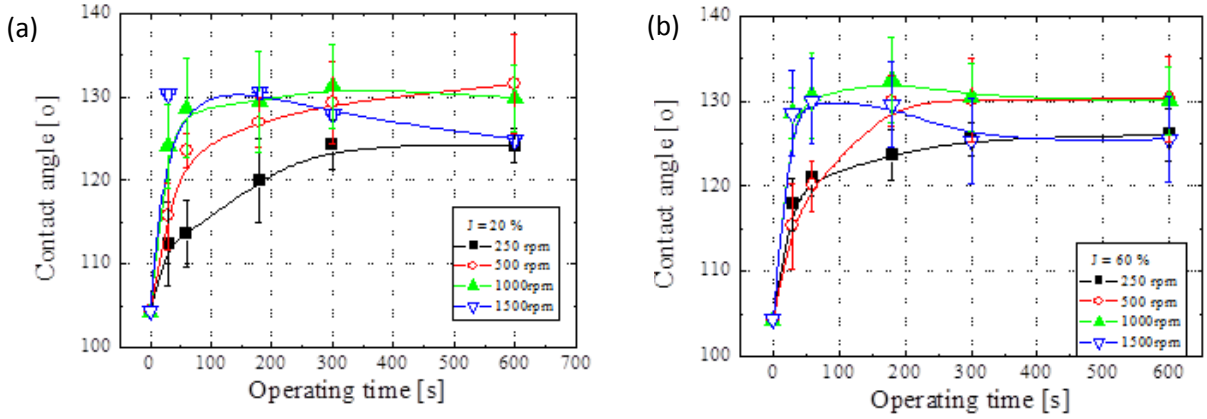 (a)
140
130
120
110
100
Contact angle [o]
0 100 200 300 400 500 600 700
Operating time [s]
J = 20 %
250 rpm
500 rpm
1000rpm
1500rpm
(b)
140
130
120
110
100
Contact angle [o]
0 100 200 300 400 500 600
Operating time [s]
J = 60 %
250 rpm
500 rpm
1000rpm
1500rpm